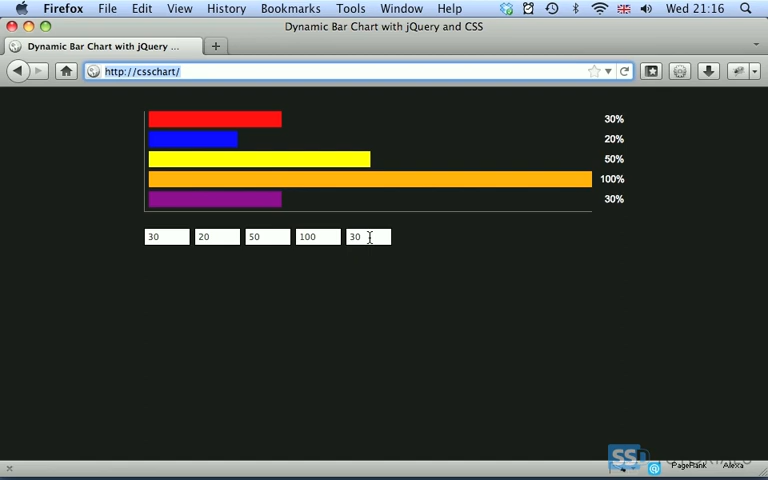 Firefox File Edit View History Bookmarks Tools Window Help Wed 21:16
Dynamic Bar Chart with jQuery and CSS
Dynamic Bar Chart with jQuery ...
http://csschart/
30%
20%
50%
100%
30%
30 20 50 100 30
PageRank Alexa